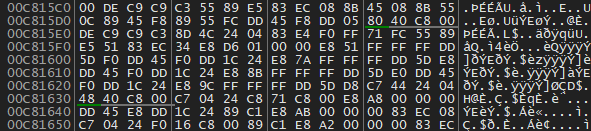 00C815C0 00 DE C9 C9 C3 55 89 E5 83 EC 08 8B 45 08 8B 55 .ÞÉÉÃU.å.ì..E..U
00C815D0 0C 89 45 F8 89 55 FC DD 45 F8 DD 05 80 40 C8 00 ..Eø.UüÝEøÝ..@È.
00C815E0 DE C9 C9 C3 8D 4C 24 04 83 E4 F0 FF 71 FC 55 89 ÞÉÉÃ.L$..äðÿqüU.
00C815F0 E5 51 83 EC 34 E8 D6 01 00 00 E8 51 FF FF FF DD åQ.ì4èÖ...èQÿÿÿÝ
00C81600 5D F0 DD 45 F0 DD 1C 24 E8 7A FF FF FF DD 5D E8 ]ðÝEðÝ.$èzÿÿÿÝ]è
00C81610 DD 45 F0 DD 1C 24 E8 8B FF FF FF DD 5D E0 DD 45 ÝEðÝ.$è.ÿÿÿÝ]àÝE
00C81620 F0 DD 1C 24 E8 9C FF FF FF DD 5D D8 C7 44 24 04 ðÝ.$è.ÿÿÿÝ]ØÇD$.
00C81630 48 40 C8 00 C7 04 24 C8 71 C8 00 E8 A8 00 00 00 H@È.Ç.$ÈqÈ.è¨...
00C81640 DD 45 E8 DD 1C 24 89 C1 E8 AB 00 00 00 83 EC 08 ÝEèÝ.$.Áè«....ì.
00C81650 C7 04 24 F0 16 C8 00 89 C1 E8 A2 00 00 00 83 EC Ç.$ð.È..Áè¢....ì